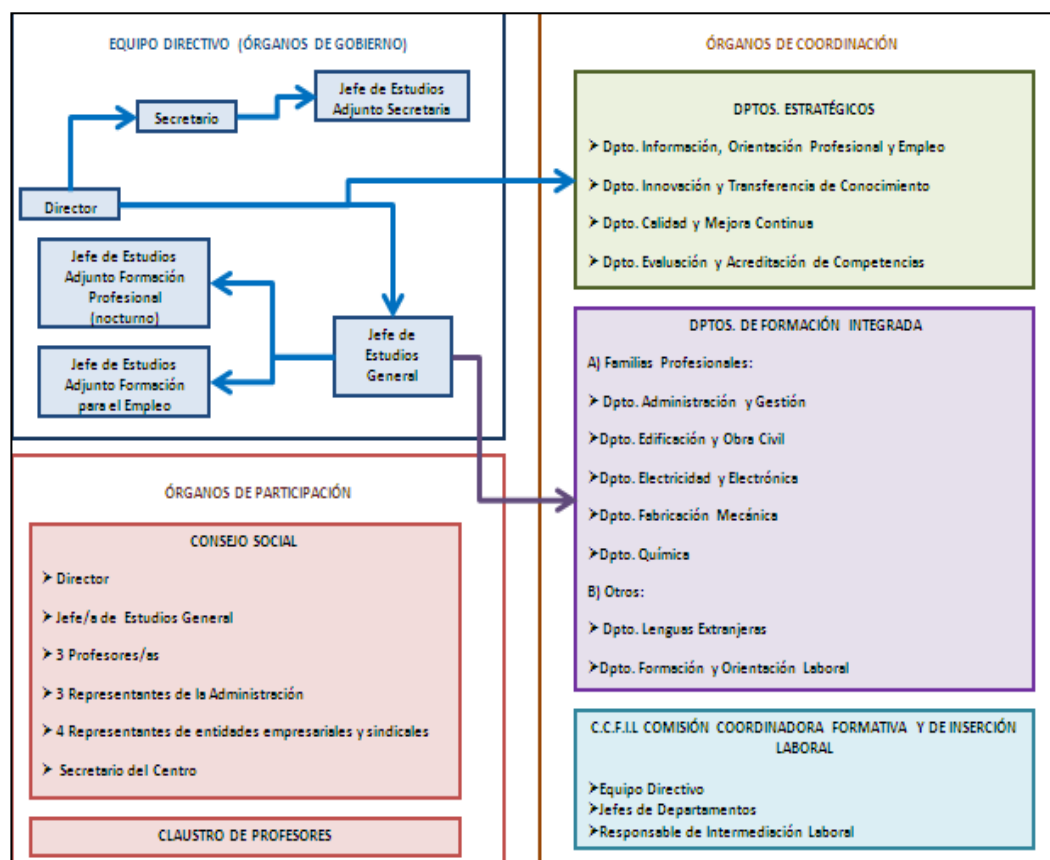 EQUIPO DIRECTIVO (ÓRGANOS DE GOBIERNO)
Jefe de Estudios
Adjunto Secretaria
Secretario
Director
Jefe de Estudios
Adjunto Formación
Profesional
(nocturno)
Jefe de
Estudios
General
Jefe de Estudios
Adjunto Formación
para el Empleo
ÓRGANOS DE PARTICIPACIÓN
CONSEJO SOCIAL
➤ Director
➤ Jefe/a de Estudios General
➤ 3 Profesores/as
➤ 3 Representantes de la Administración
➤ 4 Representantes de entidades empresariales y sindicales
➤ Secretario del Centro
CLAUSTRO DE PROFESORES
ÓRGANOS DE COORDINACIÓN
DPTOS. ESTRATÉGICOS
➤ Dpto. Información, Orientación Profesional y Empleo
➤ Dpto. Innovación y Transferencia de Conocimiento
➤ Dpto. Calidad y Mejora Continua
➤ Dpto. Evaluación y Acreditación de Competencias
DPTOS. DE FORMACIÓN INTEGRADA
A) Familias Profesionales:
➤ Dpto. Administración y Gestión
➤Dpto. Edificación y Obra Civil
➤Dpto. Electricidad y Electrónica
➤Dpto. Fabricación Mecánica
➤Dpto. Química
B) Otros:
➤ Dpto. Lenguas Extranjeras
➤ Dpto. Formación y Orientación Laboral
C.C.F.I.L COMISIÓN COORDINADORA FORMATIVA Y DE INSERCIÓN
LABORAL
➤Equipo Directivo
➤Jefes de Departamentos
➤Responsable de Intermediación Laboral